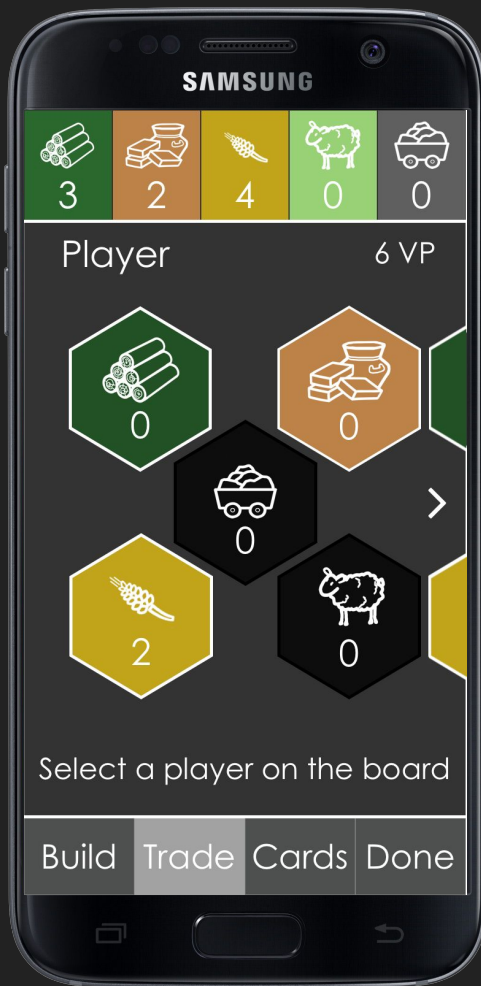 SAMSUNG
3 2 4 0 0
Player 6 VP
0 0
0
2 0
Select a player on the board
Build Trade Cards Done